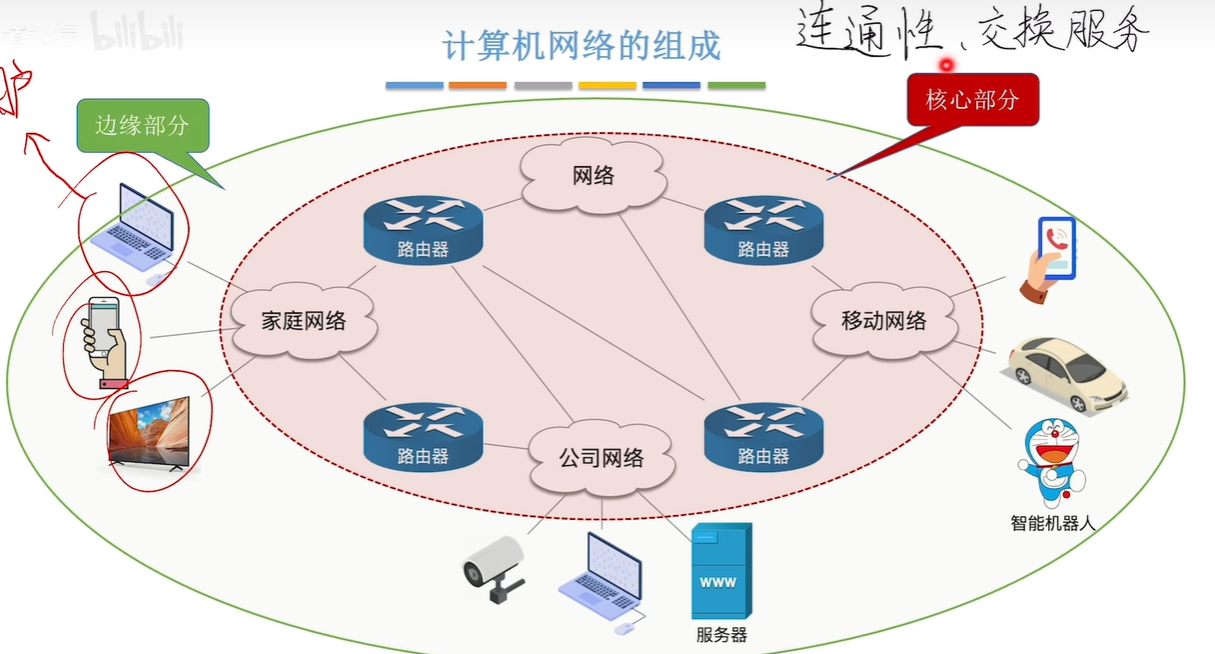 bilibili
计算机网络的组成
连通性、交换服务
护
边缘部分
核心部分
网络
路由器
路由器
家庭网络
移动网络
路由器
公司网络
路由器
智能机器人
www
服务器